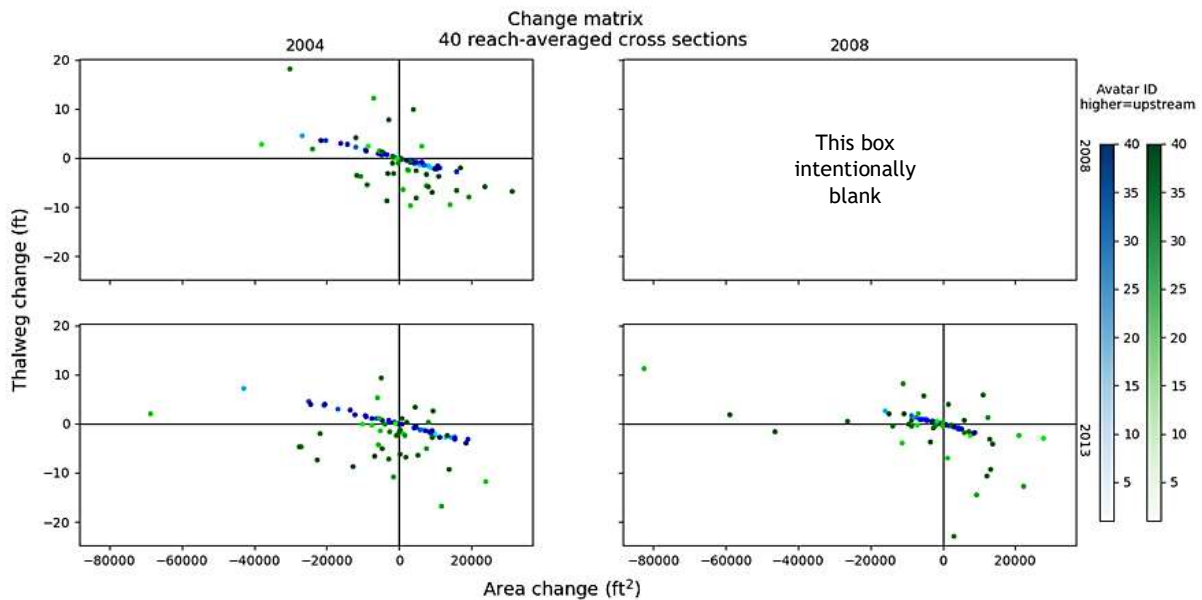 Change matrix
40 reach-averaged cross sections
2004
2008
20
10
0
−10
−20
This box
intentionally
blank
2008
Avatar ID
higher=upstream
40
35
30
25
20
15
10
5
40
35
30
25
20
15
10
5
Thalweg change (ft)
20
10
0
−10
−20
2013
−80000 −60000 −40000 −20000 0 20000
−80000 −60000 −40000 −20000 0 20000
Area change (ft²)